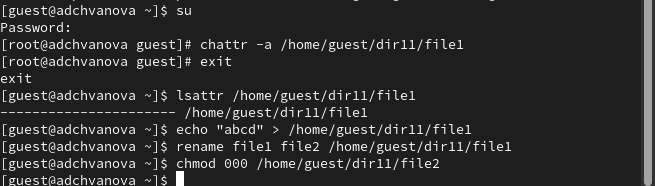 [guest@adchvanova ~]$ su
Password:
[root@adchvanova guest]# chattr -a /home/guest/dir11/file1
[root@adchvanova guest]# exit
exit
[guest@adchvanova ~]$ lsattr /home/guest/dir11/file1
---------------------- /home/guest/dir11/file1
[guest@adchvanova ~]$ echo "abcd" > /home/guest/dir11/file1
[guest@adchvanova ~]$ rename file1 file2 /home/guest/dir11/file1
[guest@adchvanova ~]$ chmod 000 /home/guest/dir11/file2
[guest@adchvanova ~]$